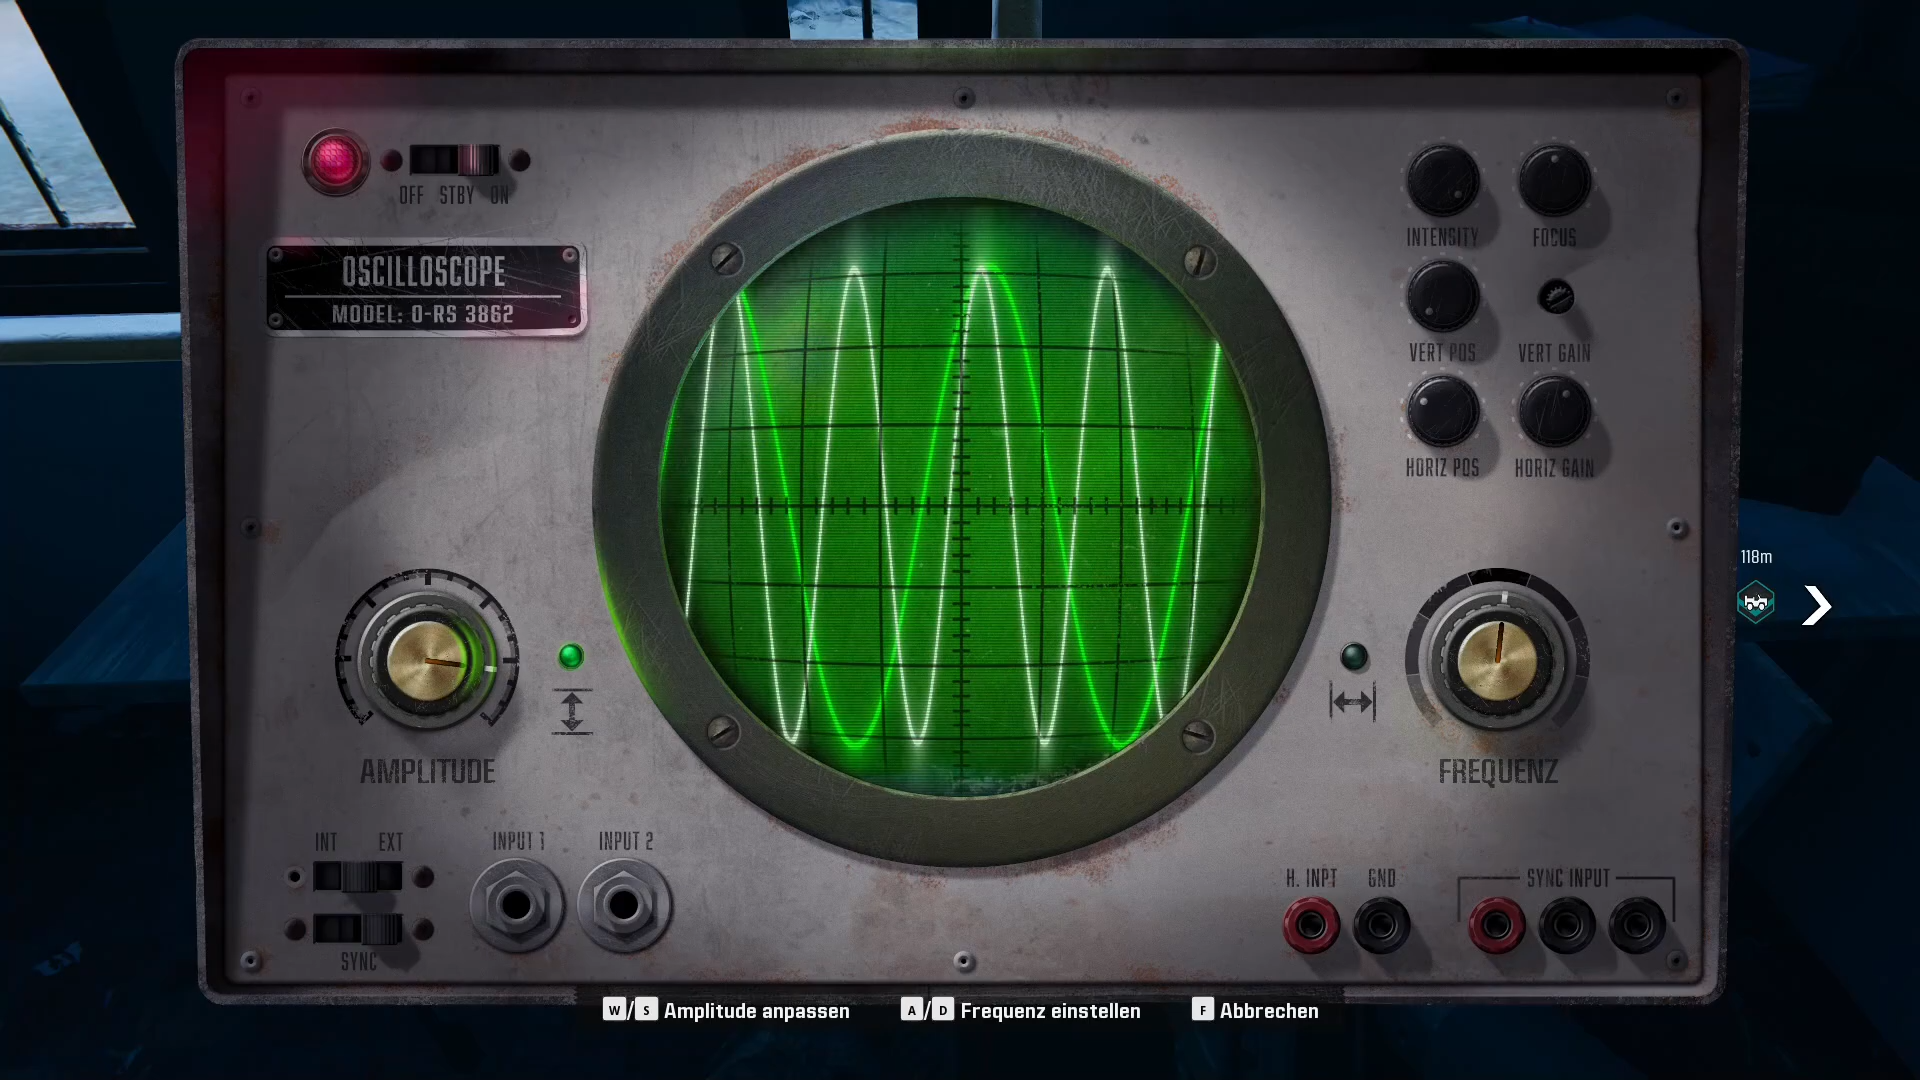 OFF STBY ON
OSCILLOSCOPE
MODEL: O-RS 3862
INTENSITY
FOCUS
VERT POS
VERT GAIN
HORIZ POS
HORIZ GAIN
118m
AMPLITUDE
FREQUENZ
INT EXT
INPUT 1
INPUT 2
SYNC
H. INPT
GND
SYNC INPUT
W/S Amplitude anpassen
A/D Frequenz einstellen
F Abbrechen